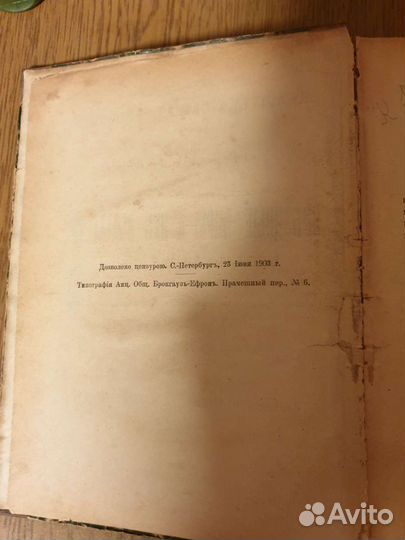 Дозволено цензурою. С.-Петербургъ, 23 Іюня 1903 г.
Типографія Акц. Общ. Брокгаузъ-Ефронъ. Прачешный пер., № 6.
Avito